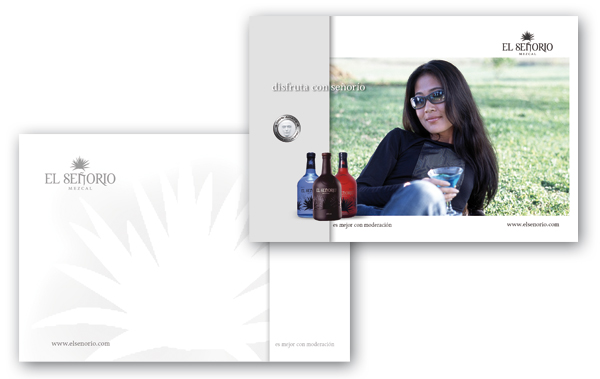 EL SEÑORIO
MEZCAL
disfruta con señorio
es mejor con moderación
www.elsenorio.com
EL SEÑORIO
MEZCAL
www.elsenorio.com
es mejor con moderación